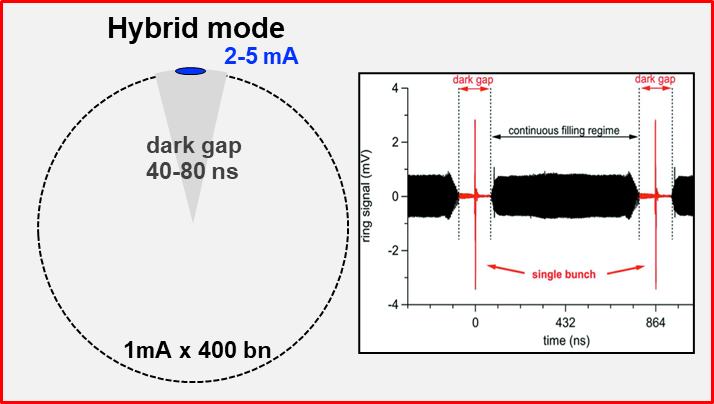 Hybrid mode
2-5 mA
dark gap
40-80 ns
1mA x 400 bn
dark gap
dark gap
continuous filling regime
single bunch
ring signal (mV)
4
2
0
-2
-4
0
432
864
time (ns)